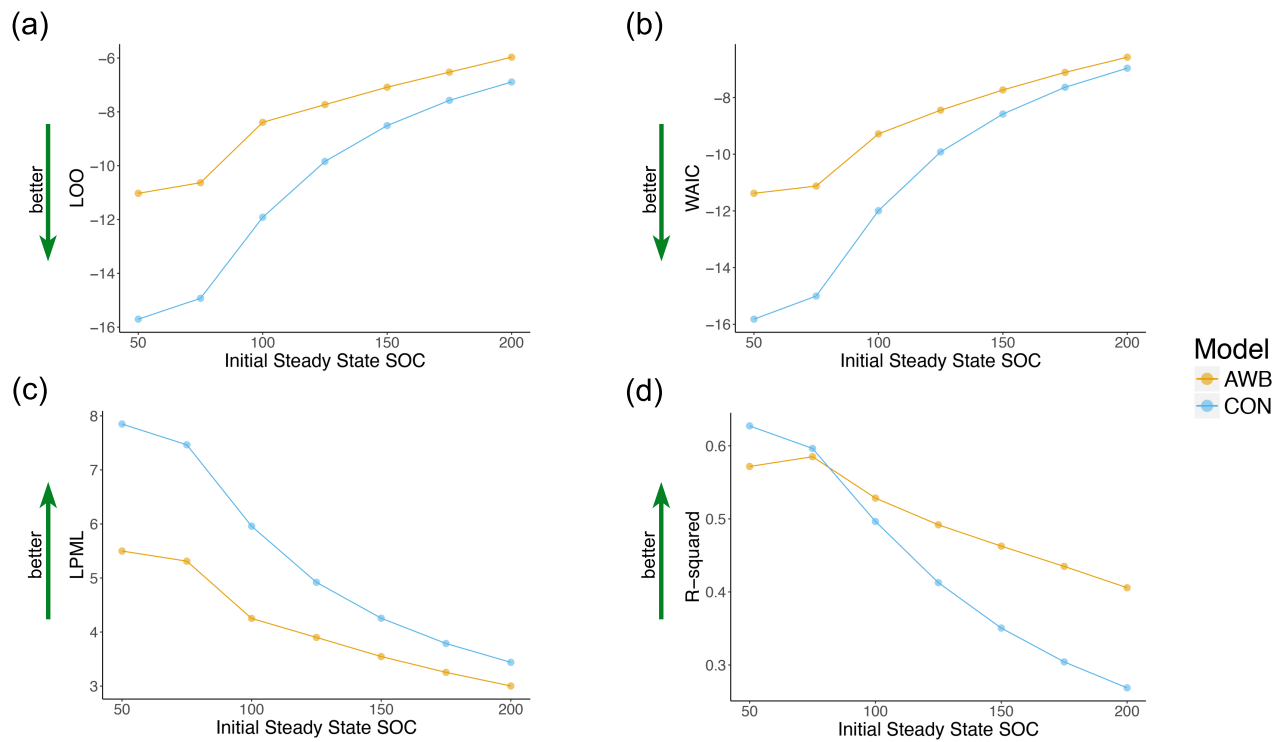 (a)
−6
−8
−10
−12
−14
−16
LOO
better
50
100
150
200
Initial Steady State SOC
(b)
−8
−10
−12
−14
−16
WAIC
better
50
100
150
200
Initial Steady State SOC
Model
AWB
CON
(c)
8
7
6
5
4
3
LPML
better
50
100
150
200
Initial Steady State SOC
(d)
0.6
0.5
0.4
0.3
R−squared
better
50
100
150
200
Initial Steady State SOC